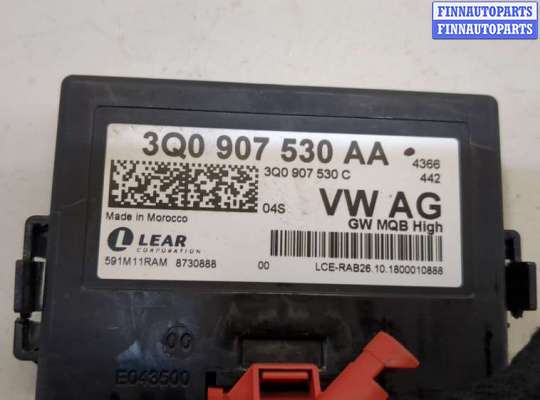 FINNAUTOPARTS
FINNAUTOPARTS
3Q0 907 530 AA
4366
3Q0 907 530 C
442
04S
VW AG
Made in Morocco
GW MQB High
LEAR
CORPORATION
591M11RAM 8730888
00
LCE-RAB26.10.1800010888
E043500